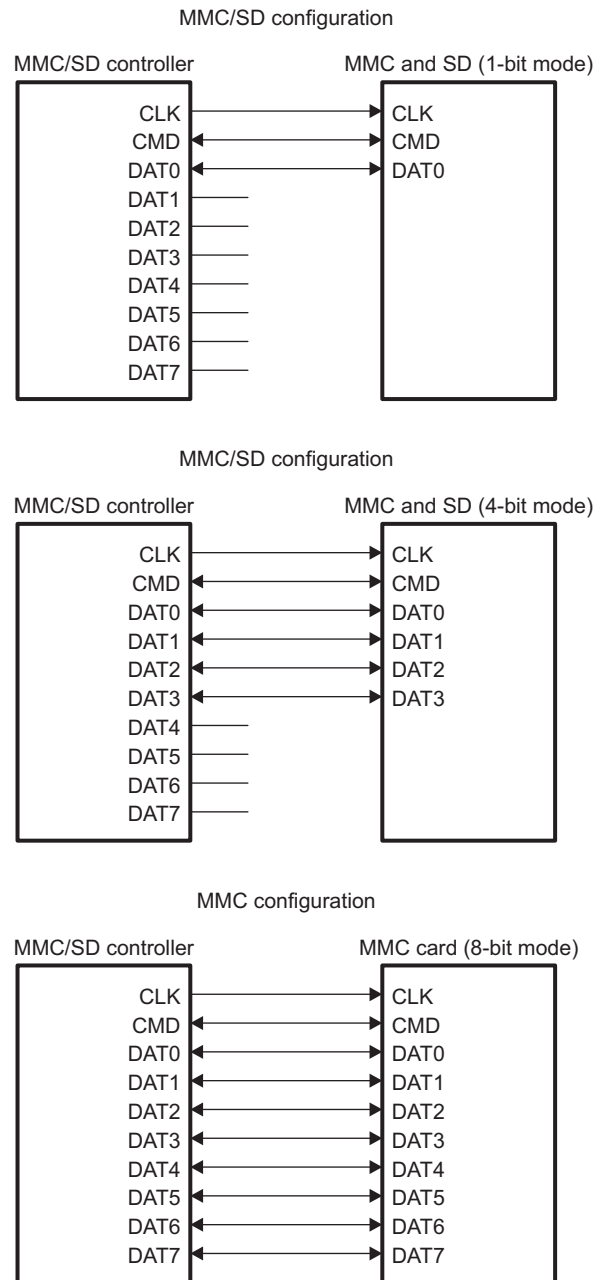 MMC/SD configuration
MMC/SD controller MMC and SD (1-bit mode)
CLK CLK
CMD CMD
DAT0 DAT0
DAT1
DAT2
DAT3
DAT4
DAT5
DAT6
DAT7
MMC/SD configuration
MMC/SD controller MMC and SD (4-bit mode)
CLK CLK
CMD CMD
DAT0 DAT0
DAT1 DAT1
DAT2 DAT2
DAT3 DAT3
DAT4
DAT5
DAT6
DAT7
MMC configuration
MMC/SD controller MMC card (8-bit mode)
CLK CLK
CMD CMD
DAT0 DAT0
DAT1 DAT1
DAT2 DAT2
DAT3 DAT3
DAT4 DAT4
DAT5 DAT5
DAT6 DAT6
DAT7 DAT7